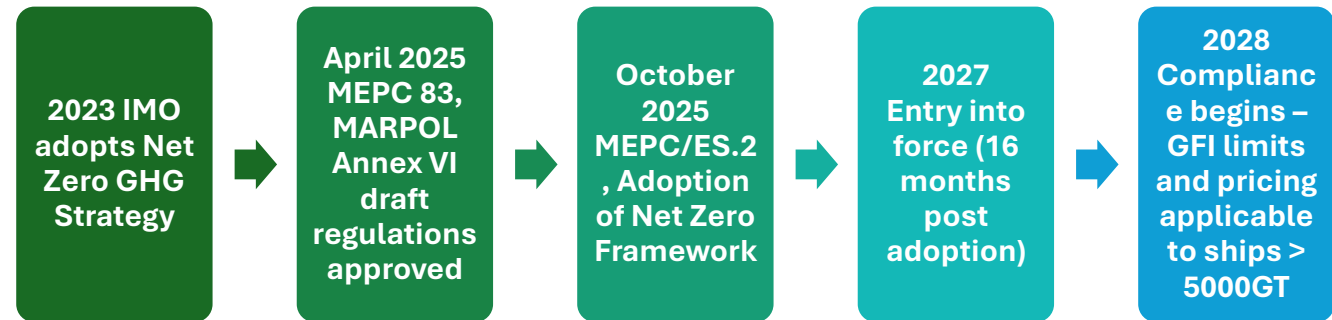 2023 IMO
adopts Net
Zero GHG
Strategy
April 2025
MEPC 83,
MARPOL
Annex VI
draft
regulations
approved
October
2025
MEPC/ES.2
, Adoption
of Net Zero
Framework
2027
Entry into
force (16
months
post
adoption)
2028
Complianc
e begins –
GFI limits
and pricing
applicable
to ships >
5000GT